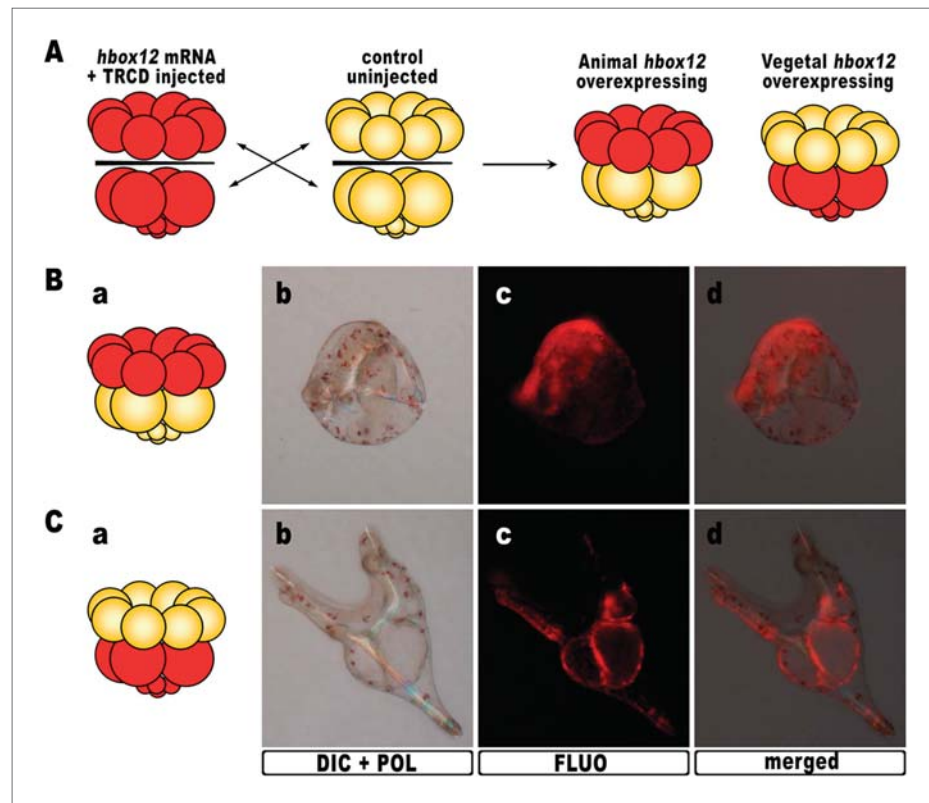 A
hbox12 mRNA
+ TRCD injected
control
uninjected
Animal hbox12
overexpressing
Vegetal hbox12
overexpressing
B
a
b
c
d
C
a
b
c
d
DIC + POL
FLUO
merged